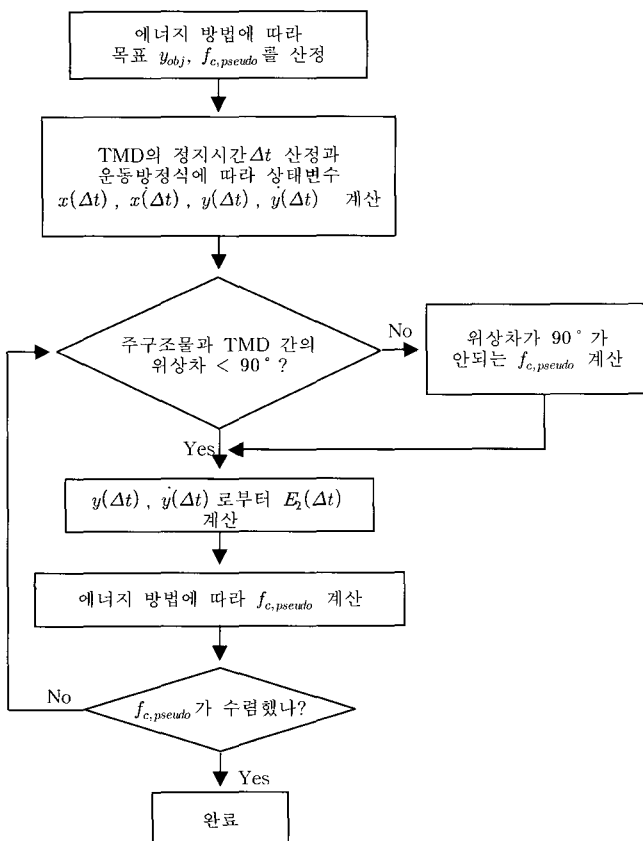 에너지 방법에 따라
목표 y_obj, f_c,pseudo를 산정
TMD의 정지시간Δt 산정과
운동방정식에 따라 상태변수
x(Δt), ẋ(Δt), y(Δt), ẏ(Δt) 계산
주구조물과 TMD 간의
위상차 < 90°?
No
위상차가 90°가
안되는 f_c,pseudo 계산
Yes
y(Δt), ẏ(Δt)로부터 E₂(Δt)
계산
에너지 방법에 따라 f_c,pseudo 계산
No
f_c,pseudo가 수렴했나?
Yes
완료